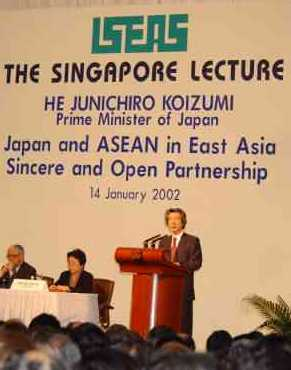 ISEAS
THE SINGAPORE LECTURE
HE JUNICHIRO KOIZUMI
Prime Minister of Japan
Japan and ASEAN in East Asia
Sincere and Open Partnership
14 January 2002